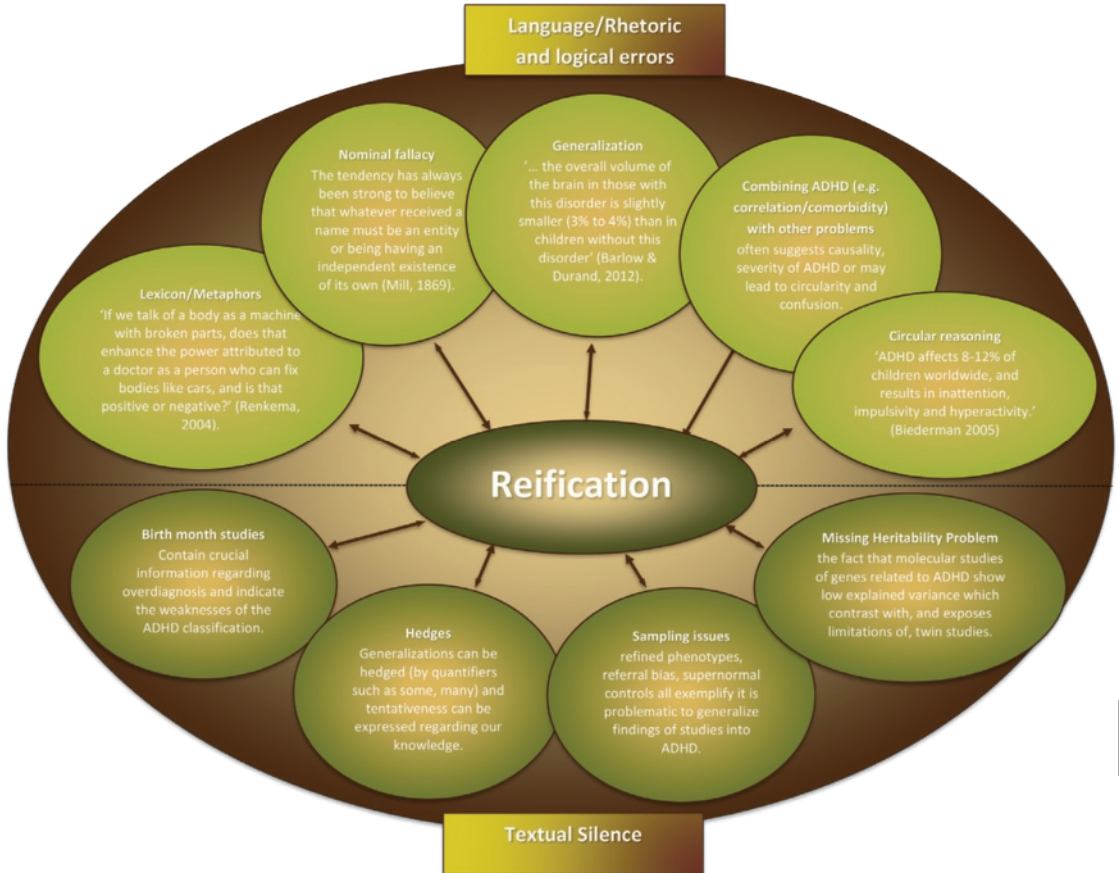 Language/Rhetoric
and logical errors
Nominal fallacy
The tendency has always
been strong to believe
that whatever received a
name must be an entity
or being having an
independent existence
of its own (Mill, 1869).
Generalization
‘... the overall volume of
the brain in those with
this disorder is slightly
smaller (3% to 4%) than in
children without this
disorder’ (Barlow &
Durand, 2012).
Combining ADHD (e.g.
correlation/comorbidity)
with other problems
often suggests causality,
severity of ADHD or may
lead to circularity and
confusion.
Lexicon/Metaphors
‘If we talk of a body as a machine
with broken parts, does that
enhance the power attributed to
a doctor as a person who can fix
bodies like cars, and is that
positive or negative?’ (Renkema,
2004).
Circular reasoning
‘ADHD affects 8-12% of
children worldwide, and
results in inattention,
impulsivity and hyperactivity.’
(Biederman 2005)
Reification
Birth month studies
Contain crucial
information regarding
overdiagnosis and indicate
the weaknesses of the
ADHD classification.
Hedges
Generalizations can be
hedged (by quantifiers
such as some, many) and
tentativeness can be
expressed regarding our
knowledge.
Sampling issues
refined phenotypes,
referral bias, supernormal
controls all exemplify it is
problematic to generalize
findings of studies into
ADHD.
Missing Heritability Problem
the fact that molecular studies
of genes related to ADHD show
low explained variance which
contrast with, and exposes
limitations of, twin studies.
Textual Silence